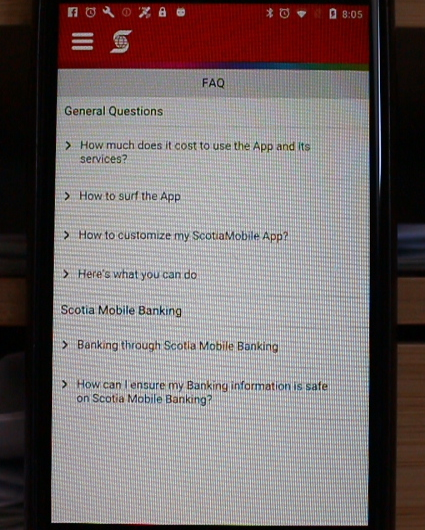 8:05
FAQ
General Questions
How much does it cost to use the App and its
services?
How to surf the App
How to customize my ScotiaMobile App?
Here's what you can do
Scotia Mobile Banking
Banking through Scotia Mobile Banking
How can I ensure my Banking information is safe
on Scotia Mobile Banking?